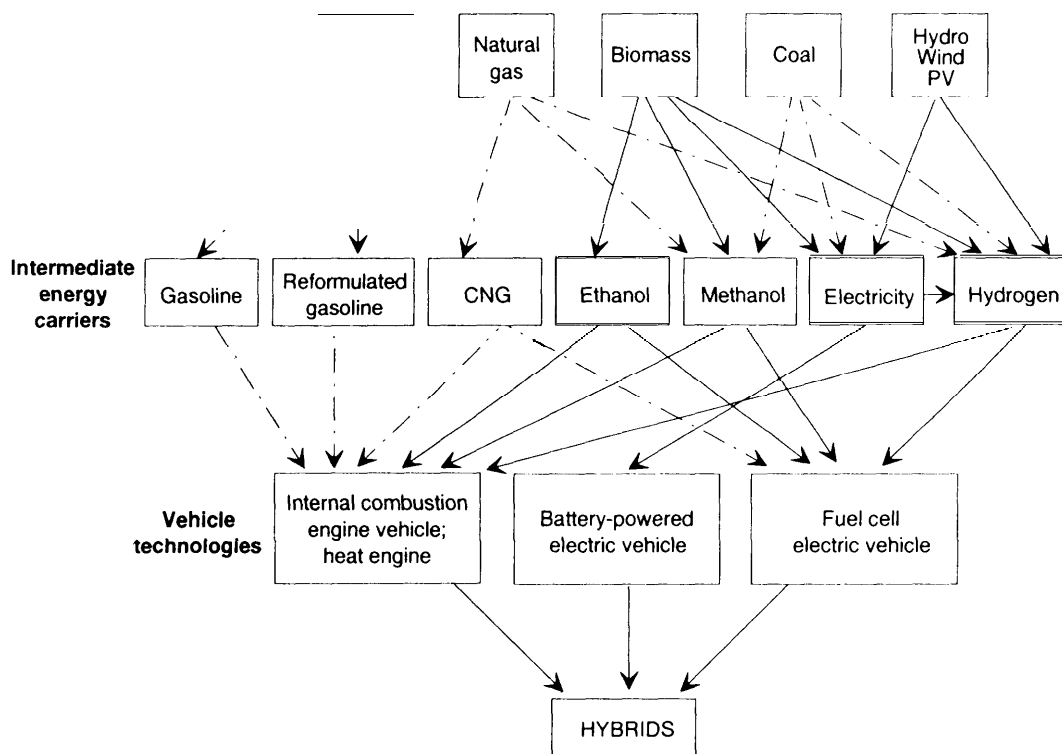 Natural
gas
Biomass
Coal
Hydro
Wind
PV
Intermediate
energy
carriers
Gasoline
Reformulated
gasoline
CNG
Ethanol
Methanol
Electricity
Hydrogen
Vehicle
technologies
Internal combustion
engine vehicle;
heat engine
Battery-powered
electric vehicle
Fuel cell
electric vehicle
HYBRIDS